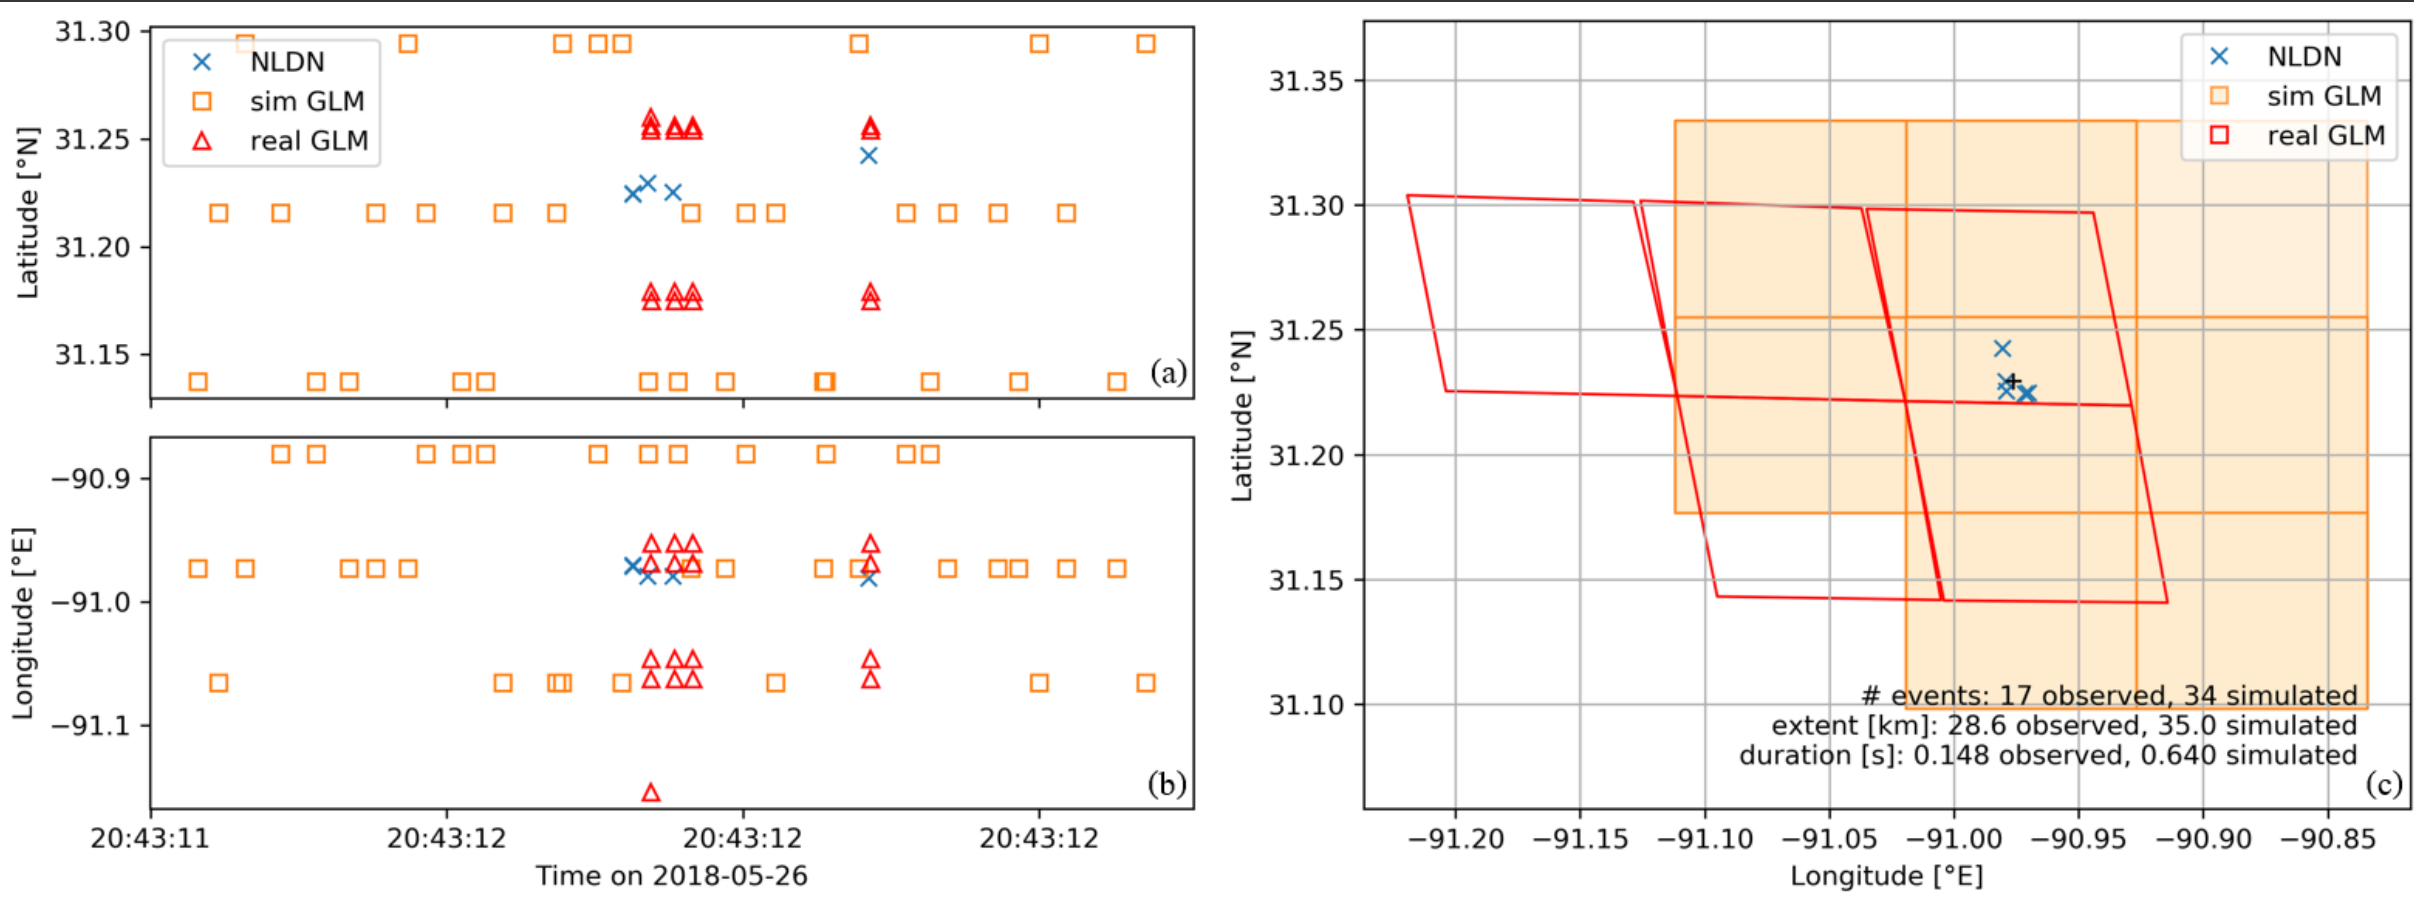 31.30
31.25
31.20
31.15
Latitude [°N]
NLDN
sim GLM
real GLM
(a)
−90.9
−91.0
−91.1
Longitude [°E]
(b)
20:43:11 20:43:12 20:43:12 20:43:12
Time on 2018-05-26
31.35
31.30
31.25
31.20
31.15
31.10
Latitude [°N]
NLDN
sim GLM
real GLM
# events: 17 observed, 34 simulated
extent [km]: 28.6 observed, 35.0 simulated
duration [s]: 0.148 observed, 0.640 simulated
(c)
−91.20 −91.15 −91.10 −91.05 −91.00 −90.95 −90.90 −90.85
Longitude [°E]